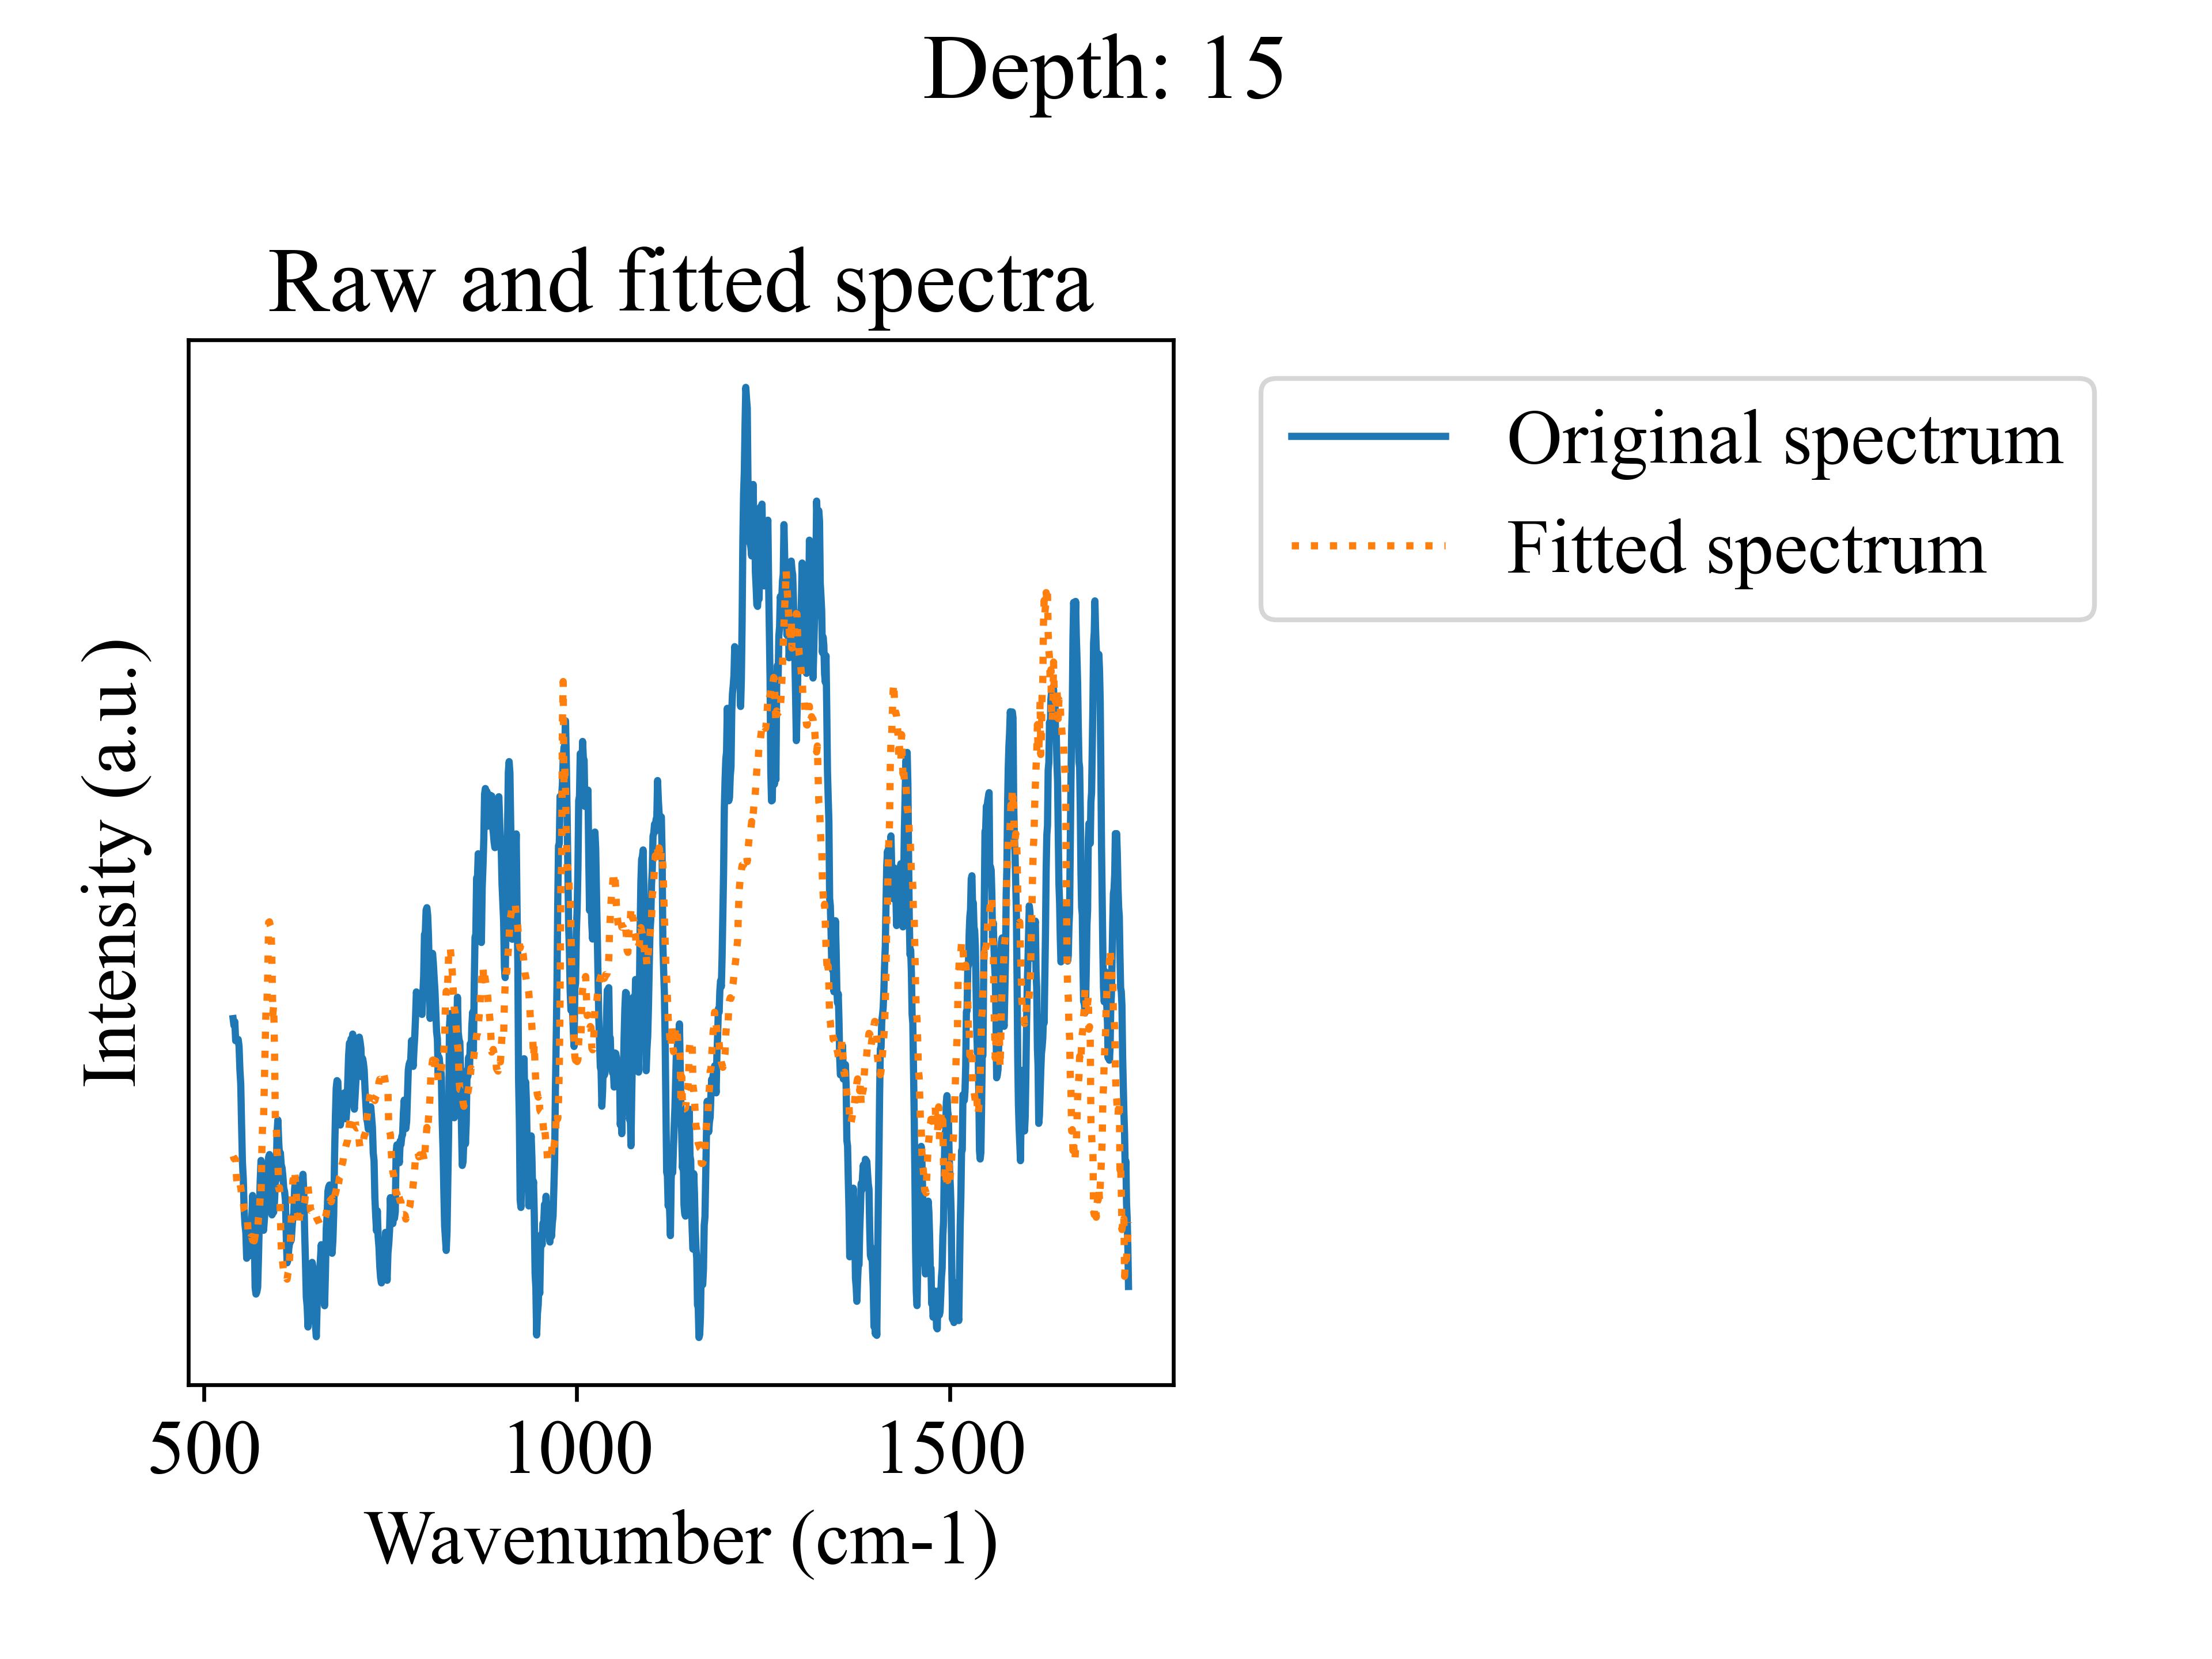 Depth: 15
Raw and fitted spectra
Original spectrum
Fitted spectrum
Intensity (a.u.)
500 1000 1500
Wavenumber (cm-1)